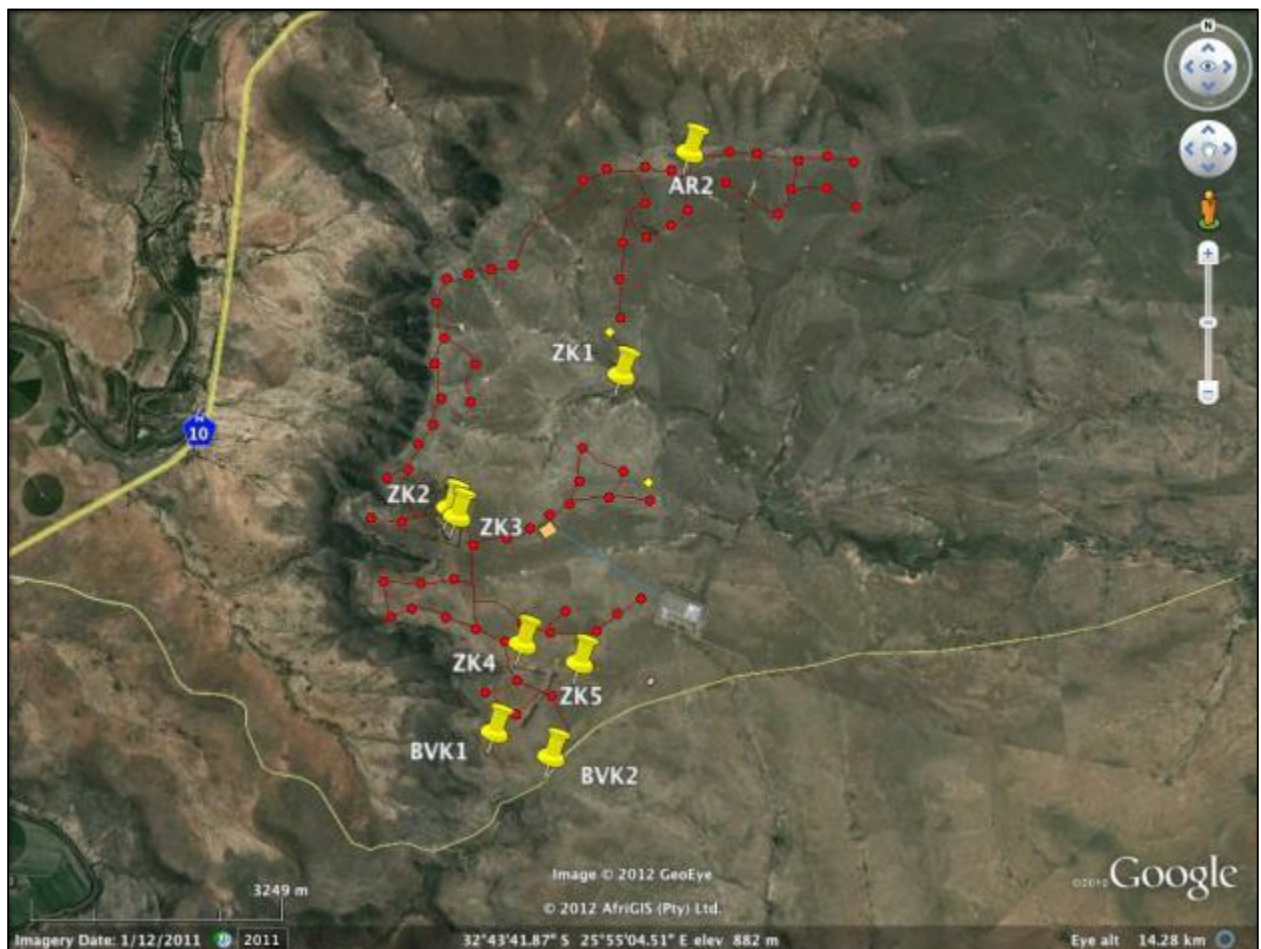 N
AR2
ZK1
10
ZK2
ZK3
ZK4
ZK5
BVK1
BVK2
3249 m
Image © 2012 GeoEye
© 2012 AfriGIS (Pty) Ltd.
©2010 Google
Imagery Date: 1/12/2011 2011 32°43'41.87" S 25°55'04.51" E elev 882 m Eye alt 14.28 km